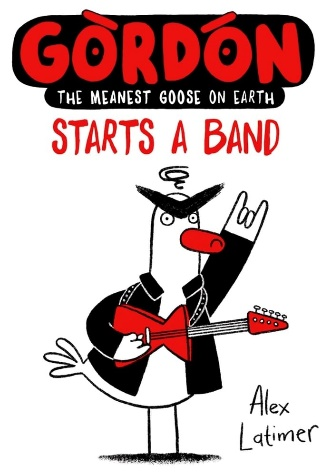 GÒRDÓN
THE MEANEST GOOSE ON EARTH
STARTS A BAND
Alex
Latimer